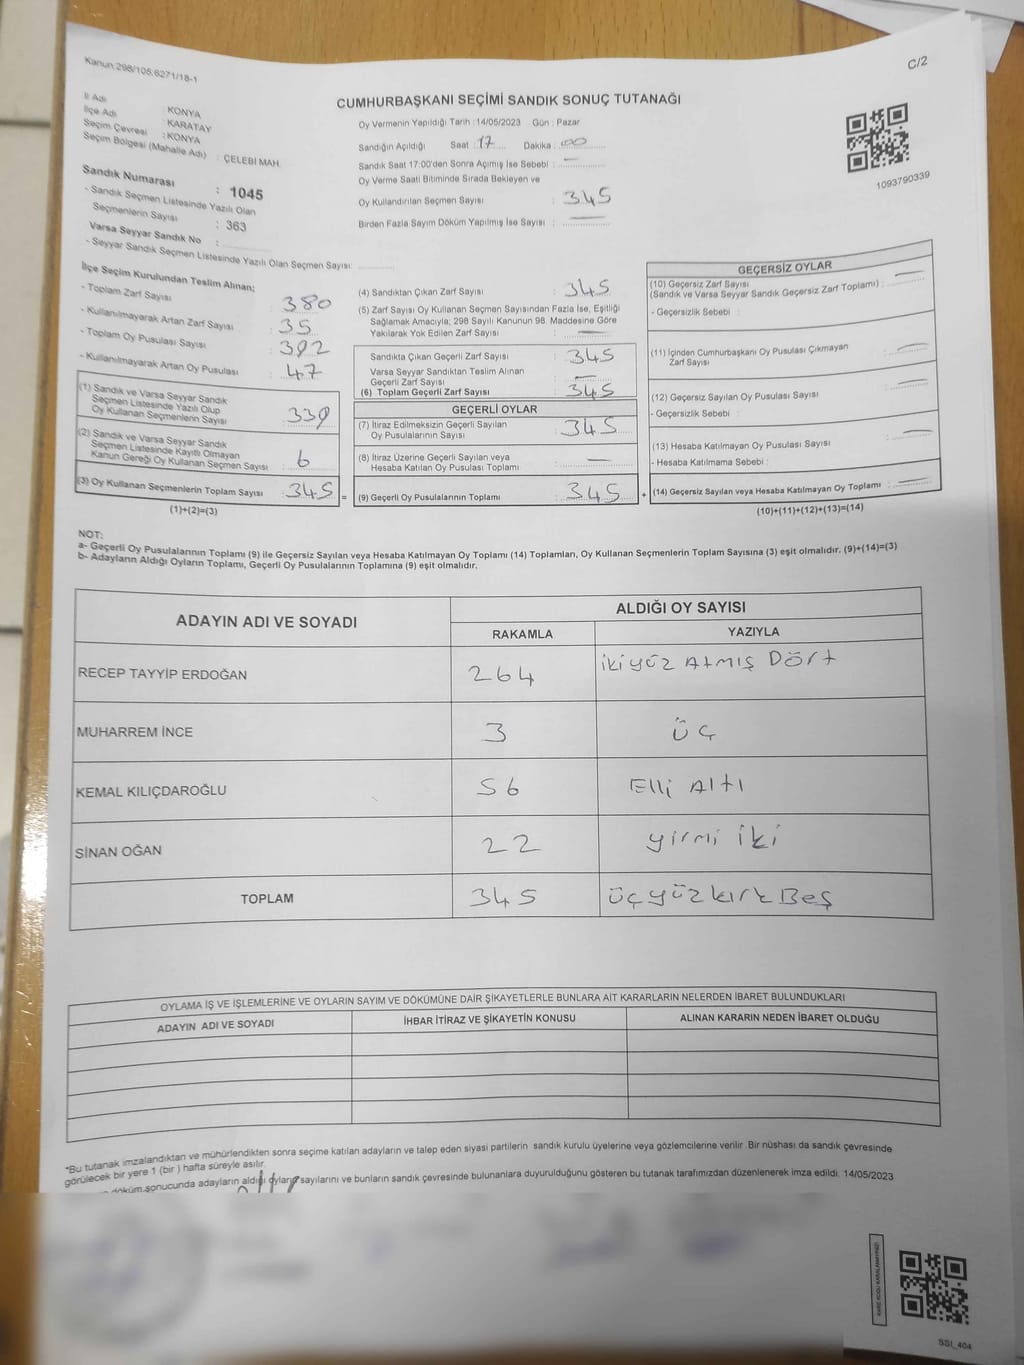 Kanun:298/105,6271/18-1
C/2
CUMHURBAŞKANI SEÇİMİ SANDIK SONUÇ TUTANAĞI
İl Adı : KONYA
İlçe Adı : KARATAY
Seçim Çevresi : KONYA
Seçim Bölgesi (Mahalle Adı) : ÇELEBİ MAH.
Sandık Numarası : 1045
- Sandık Seçmen Listesinde Yazılı Olan
Seçmenlerin Sayısı : 363
Varsa Seyyar Sandık No :
- Seyyar Sandık Seçmen Listesinde Yazılı Olan Seçmen Sayısı:
Oy Vermenin Yapıldığı Tarih : 14/05/2023 Gün : Pazar
Sandığın Açıldığı Saat : 17 Dakika : 00
Sandık Saat 17:00'den Sonra Açımış İse Sebebi : —
Oy Verme Saati Bitiminde Sırada Bekleyen ve
Oy Kullandırılan Seçmen Sayısı : 345
Birden Fazla Sayım Döküm Yapılmış İse Sayısı : —
1093790339
İlçe Seçim Kurulundan Teslim Alınan;
- Toplam Zarf Sayısı 380
- Kullanılmayarak Artan Zarf Sayısı 35
- Toplam Oy Pusulası Sayısı 392
- Kullanılmayarak Artan Oy Pusulası 47
(1) Sandık ve Varsa Seyyar Sandık
Seçmen Listesinde Yazılı Olup
Oy Kullanan Seçmenlerin Sayısı 339
(2) Sandık ve Varsa Seyyar Sandık
Seçmen Listesinde Kayıtlı Olmayan
Kanun Gereği Oy Kullanan Seçmen Sayısı 6
(3) Oy Kullanan Seçmenlerin Toplam Sayısı 345 =
(1)+(2)=(3)
(4) Sandıktan Çıkan Zarf Sayısı : 345
(5) Zarf Sayısı Oy Kullanan Seçmen Sayısından Fazla İse, Eşitliği
Sağlamak Amacıyla; 298 Sayılı Kanunun 98. Maddesine Göre
Yakılarak Yok Edilen Zarf Sayısı : —
Sandıkta Çıkan Geçerli Zarf Sayısı : 345
Varsa Seyyar Sandıktan Teslim Alınan
Geçerli Zarf Sayısı : —
(6) Toplam Geçerli Zarf Sayısı 345
GEÇERLİ OYLAR
(7) İtiraz Edilmeksizin Geçerli Sayılan
Oy Pusulalarının Sayısı : 345
(8) İtiraz Üzerine Geçerli Sayılan veya
Hesaba Katılan Oy Pusulası Toplamı : —
(9) Geçerli Oy Pusulalarının Toplamı : 345 +
GEÇERSİZ OYLAR
(10) Geçersiz Zarf Sayısı
(Sandık ve Varsa Seyyar Sandık Geçersiz Zarf Toplamı) : —
- Geçersizlik Sebebi :
(11) İçinden Cumhurbaşkanı Oy Pusulası Çıkmayan
Zarf Sayısı : —
(12) Geçersiz Sayılan Oy Pusulası Sayısı : —
- Geçersizlik Sebebi :
(13) Hesaba Katılmayan Oy Pusulası Sayısı : —
- Hesaba Katılmama Sebebi :
(14) Geçersiz Sayılan veya Hesaba Katılmayan Oy Toplamı : —
(10)+(11)+(12)+(13)=(14)
NOT:
a- Geçerli Oy Pusulalarının Toplamı (9) ile Geçersiz Sayılan veya Hesaba Katılmayan Oy Toplamı (14) Toplamları, Oy Kullanan Seçmenlerin Toplam Sayısına (3) eşit olmalıdır. (9)+(14)=(3)
b- Adayların Aldığı Oyların Toplamı, Geçerli Oy Pusulalarının Toplamına (9) eşit olmalıdır.
ADAYIN ADI VE SOYADI ALDIĞI OY SAYISI
RAKAMLA YAZIYLA
RECEP TAYYİP ERDOĞAN 264 İkiyüz Atmış Dört
MUHARREM İNCE 3 Üç
KEMAL KILIÇDAROĞLU 56 Elli Altı
SİNAN OĞAN 22 yirmi iki
TOPLAM 345 üçyüzkırk Beş
OYLAMA İŞ VE İŞLEMLERİNE VE OYLARIN SAYIM VE DÖKÜMÜNE DAİR ŞİKAYETLERLE BUNLARA AİT KARARLARIN NELERDEN İBARET BULUNDUKLARI
ADAYIN ADI VE SOYADI İHBAR İTİRAZ VE ŞİKAYETİN KONUSU ALINAN KARARIN NEDEN İBARET OLDUĞU
*Bu tutanak imzalandıktan ve mühürlendikten sonra seçime katılan adayların ve talep eden siyasi partilerin sandık kurulu üyelerine veya gözlemcilerine verilir. Bir nüshası da sandık çevresinde
görülecek bir yere 1 (bir ) hafta süreyle asılır.
döküm sonucunda adayların aldığı oyların sayılarını ve bunların sandık çevresinde bulunanlara duyurulduğunu gösteren bu tutanak tarafımızdan düzenlenerek imza edildi. 14/05/2023
KARE KODU KARALAMAYINIZ!
SSI_404